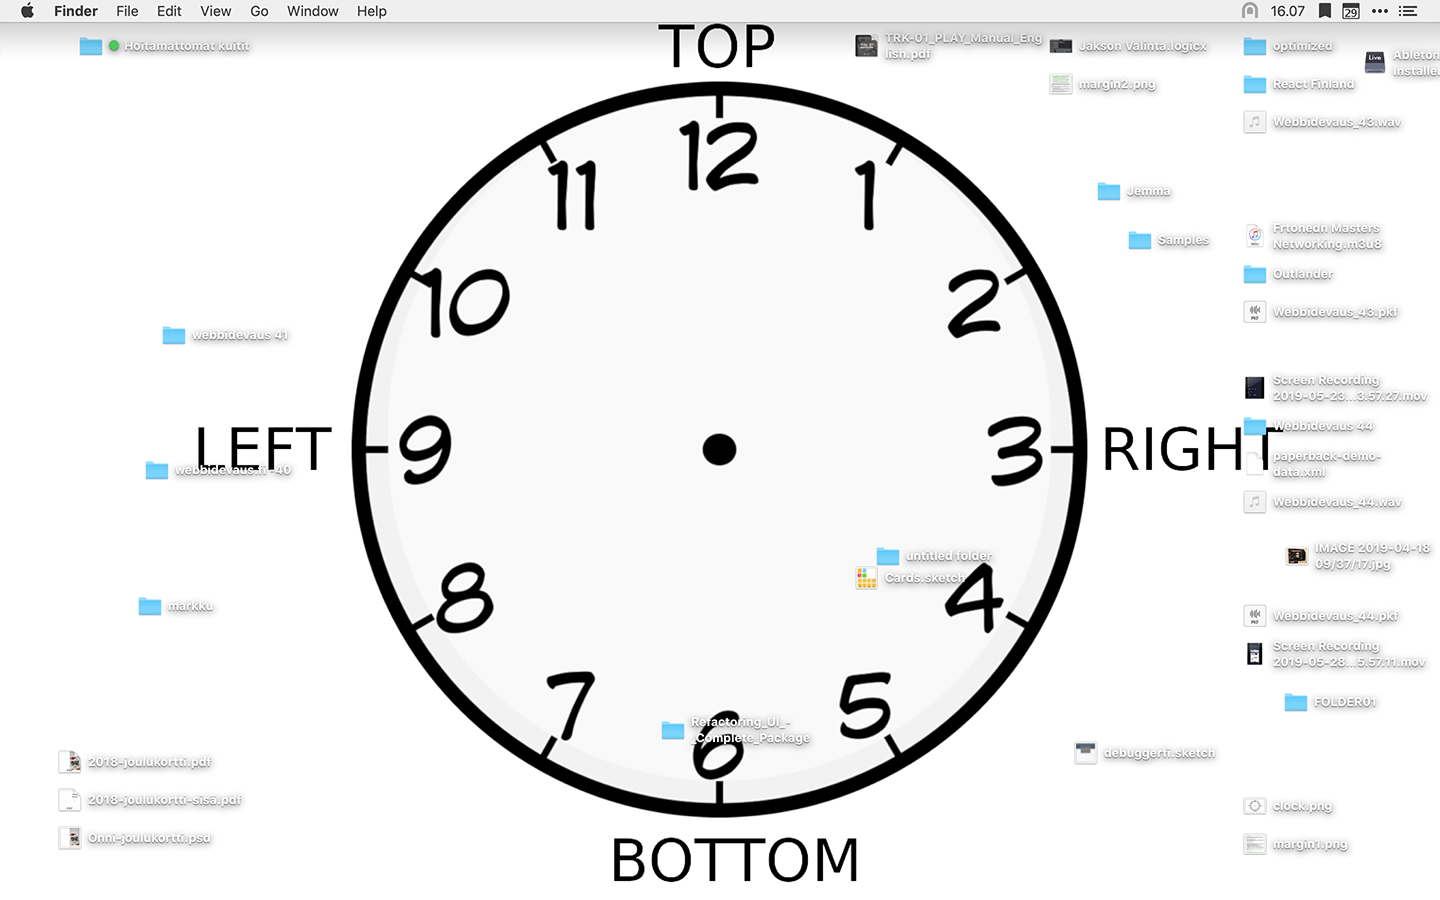 Finder File Edit View Go Window Help
16.07
29
Hoitamattomat kuitit
TOP
TRK-01_PLAY_Manual_Eng
lish.pdf
Jakson Valinta.logicx
optimized
Live
Ableton
Installe
margin2.png
React Finland
Webbidevaus_43.wav
12
11
1
Jemma
Samples
Frtonedn Masters
Networking.m3u8
10
2
Outlander
Webbidevaus_43.pkf
webbidevaus 41
Screen Recording
2019-05-23...3.57.27.mov
LEFT
9
3
RIGHT
Webbidevaus 44
webbidevaus.fi -40
paperback-demo-
data.xml
Webbidevaus_44.wav
untitled folder
Cards.sketch
IMAGE 2019-04-18
09/37/17.jpg
8
4
markku
Webbidevaus_44.pkf
Screen Recording
2019-05-28...5.57.11.mov
7
5
FOLDER01
Refactoring_UI_-
_Complete_Package
6
debuggerfi.sketch
2018-joulukortti.pdf
2018-joulukortti-sisä.pdf
clock.png
Onni-joulukortti.psd
margin1.png
BOTTOM